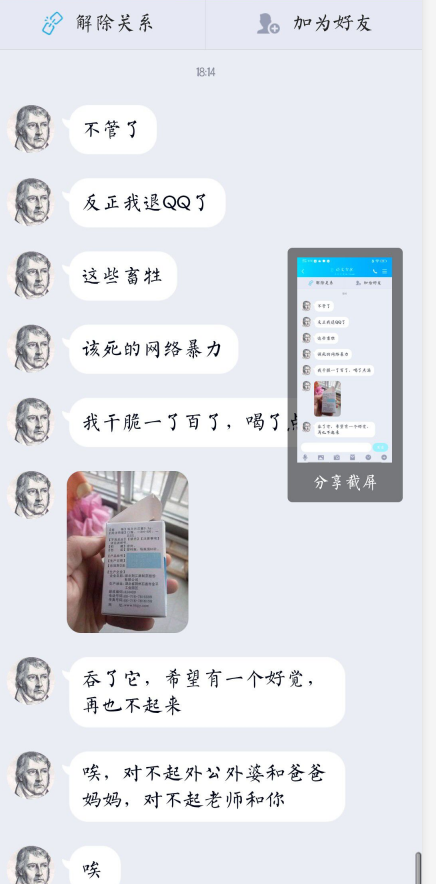 解除关系
加为好友
18:14
不管了
反正我退QQ了
这些畜牲
该死的网络暴力
我干脆一了百了，喝了点
分享截屏
吞了它，希望有一个好觉，
再也不起来
唉，对不起外公外婆和爸爸
妈妈，对不起老师和你
唉